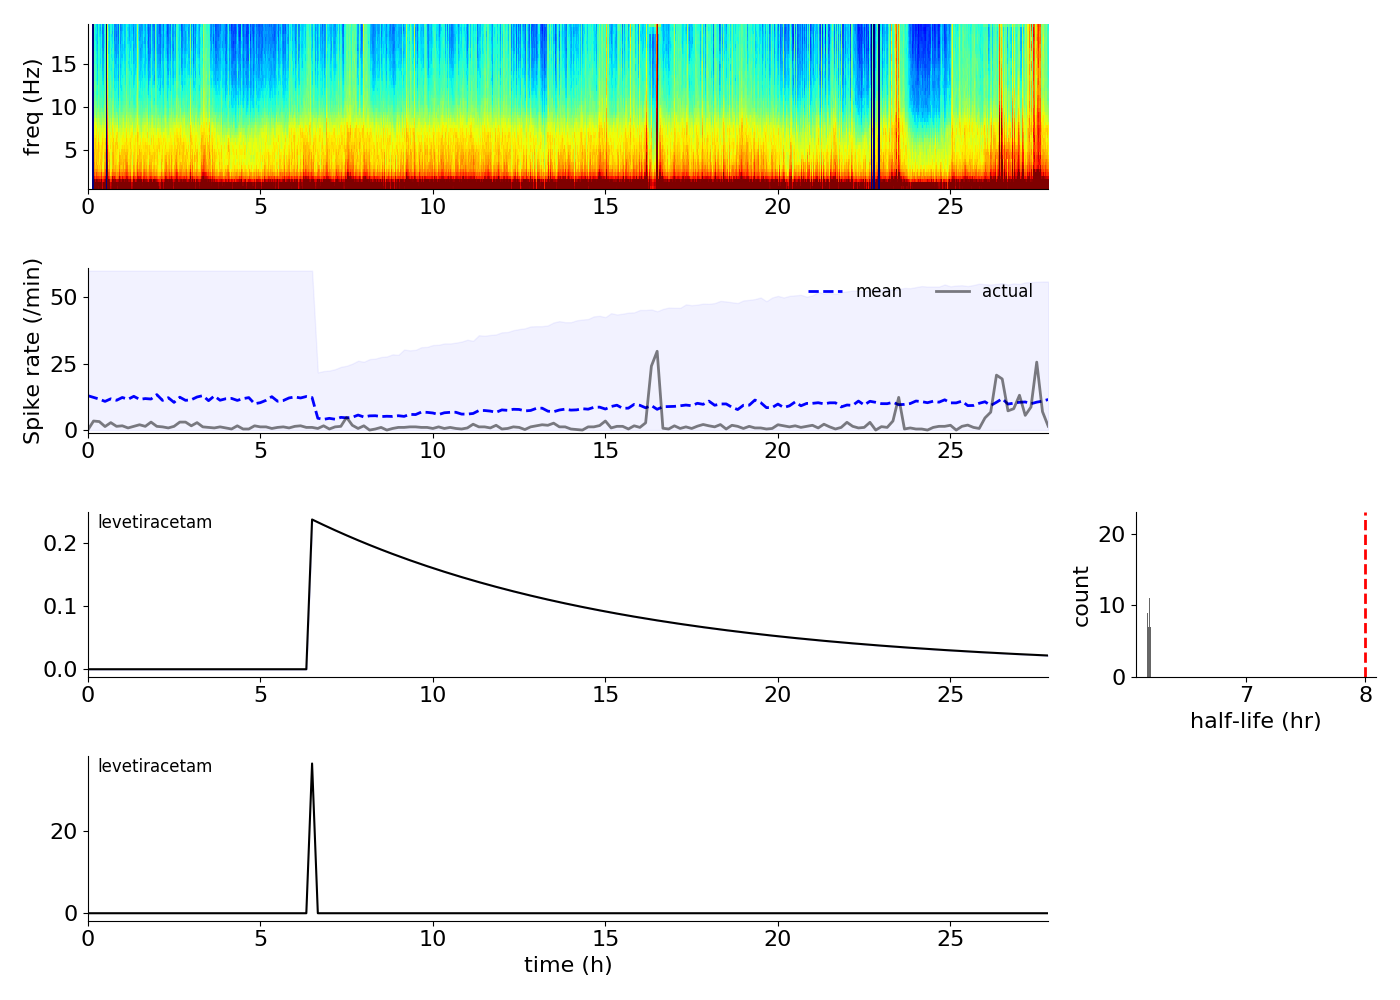 freq (Hz)
15
10
5
0 5 10 15 20 25
Spike rate (/min)
50
25
0
mean actual
0 5 10 15 20 25
levetiracetam
0.2
0.1
0.0
0 5 10 15 20 25
count
20
10
0
7 8
half-life (hr)
levetiracetam
20
0
0 5 10 15 20 25
time (h)